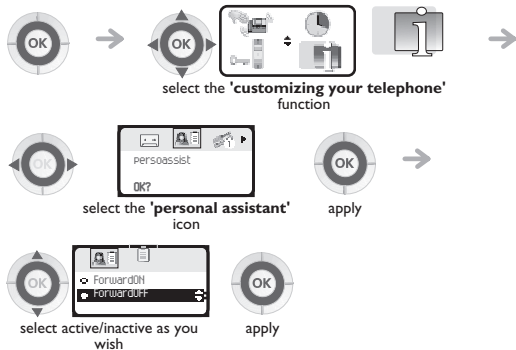 OK
OK
select the 'customizing your telephone'
function
OK
1
persoassist
OK?
OK
select the 'personal assistant'
icon
apply
OK
ForwardON
ForwardOFF
OK
select active/inactive as you
wish
apply